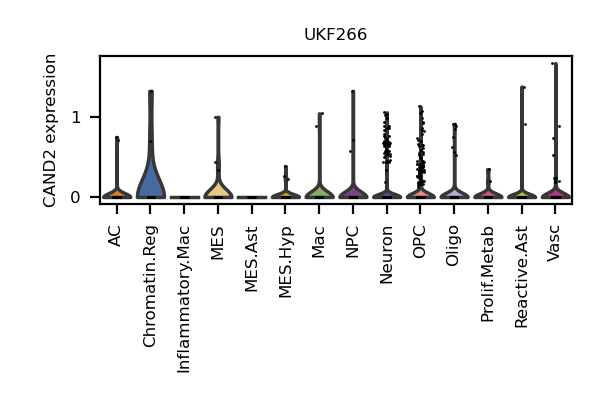 UKF266
CAND2 expression
1
0
AC
Chromatin.Reg
Inflammatory.Mac
MES
MES.Ast
MES.Hyp
Mac
NPC
Neuron
OPC
Oligo
Prolif.Metab
Reactive.Ast
Vasc